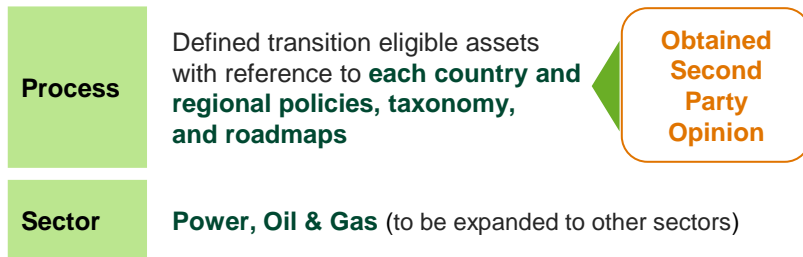 Process
Defined transition eligible assets
with reference to each country and
regional policies, taxonomy,
and roadmaps
Obtained
Second
Party
Opinion
Sector
Power, Oil & Gas (to be expanded to other sectors)